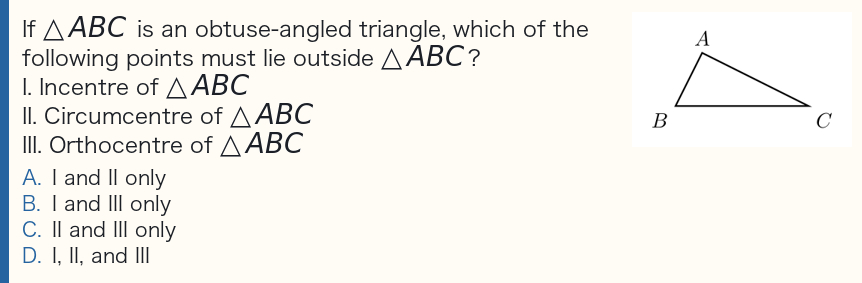 If △ABC is an obtuse-angled triangle, which of the
following points must lie outside △ABC?
I. Incentre of △ABC
II. Circumcentre of △ABC
III. Orthocentre of △ABC
A. I and II only
B. I and III only
C. II and III only
D. I, II, and III
A
B
C